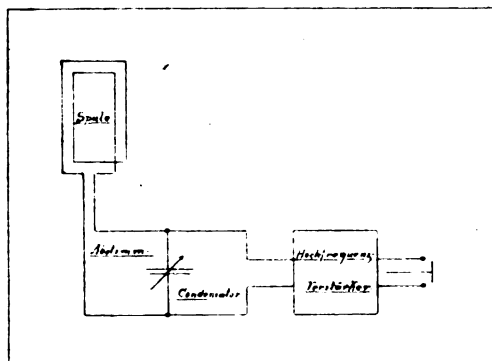 Spule
Abstimm.
Hochfrequenz
Condensator
Verstärker